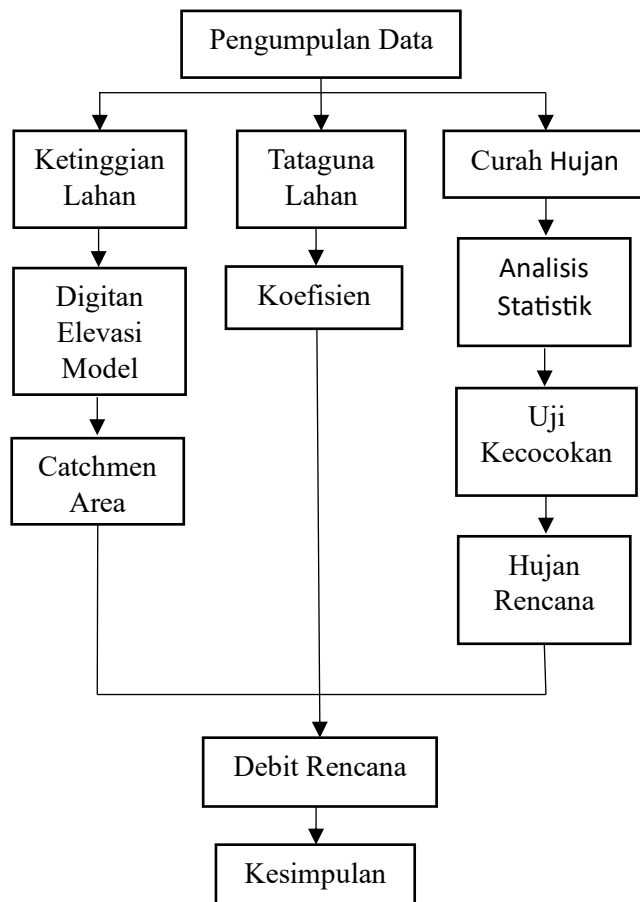 Pengumpulan Data
Ketinggian
Lahan
Tataguna
Lahan
Curah Hujan
Digitan
Elevasi
Model
Koefisien
Analisis
Statistik
Catchmen
Area
Uji
Kecocokan
Hujan
Rencana
Debit Rencana
Kesimpulan